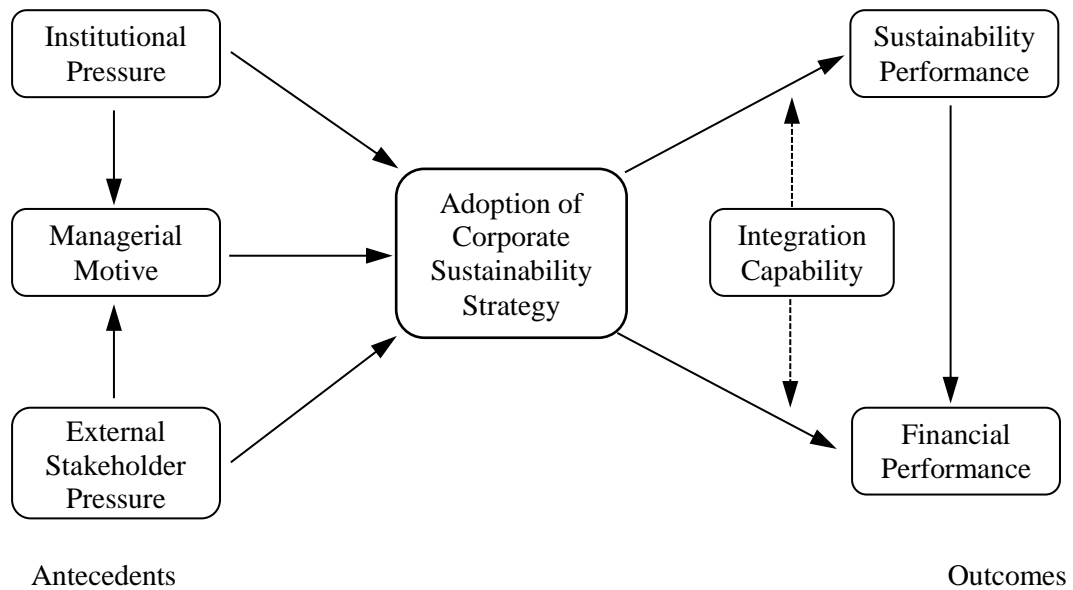 Institutional
Pressure
Sustainability
Performance
Managerial
Motive
Adoption of
Corporate
Sustainability
Strategy
Integration
Capability
External
Stakeholder
Pressure
Financial
Performance
Antecedents
Outcomes